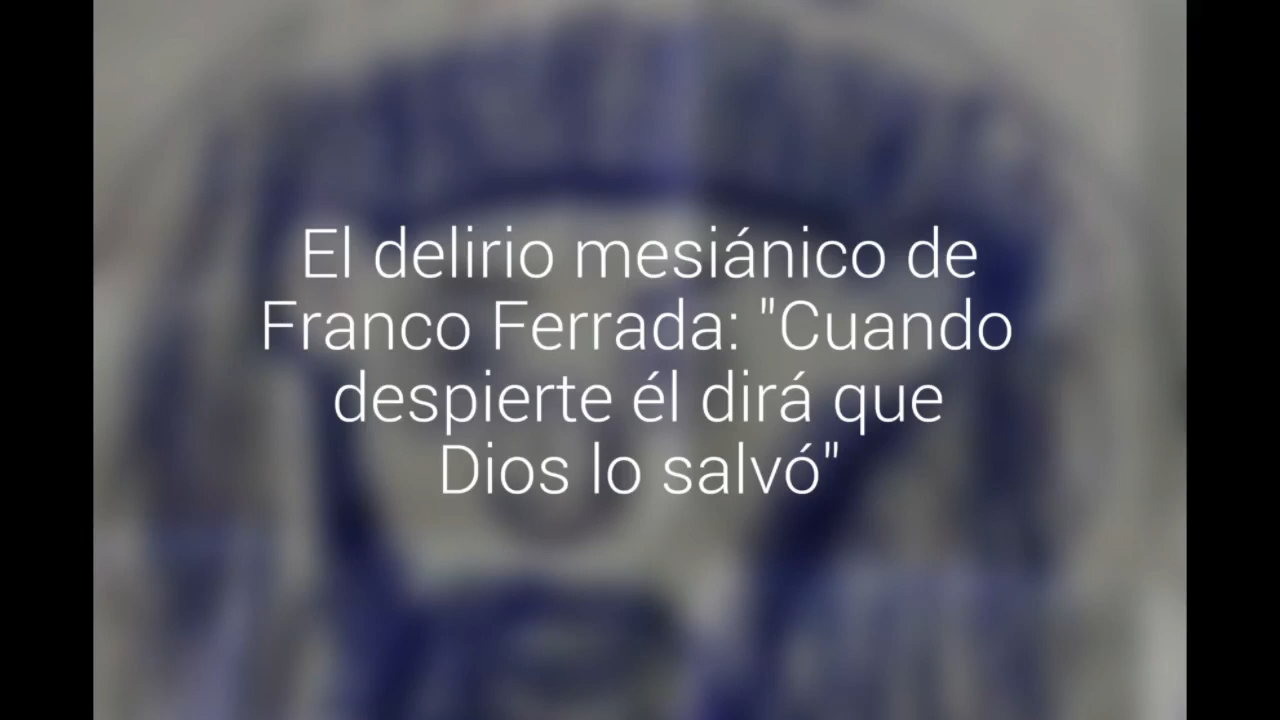 El delirio mesiánico de
Franco Ferrada: "Cuando
despierte él dirá que
Dios lo salvó"